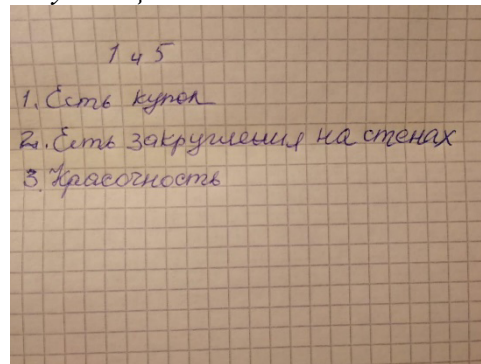 1 и 5
1. Есть купол
2. Есть закругления на стенах
3. Красочность